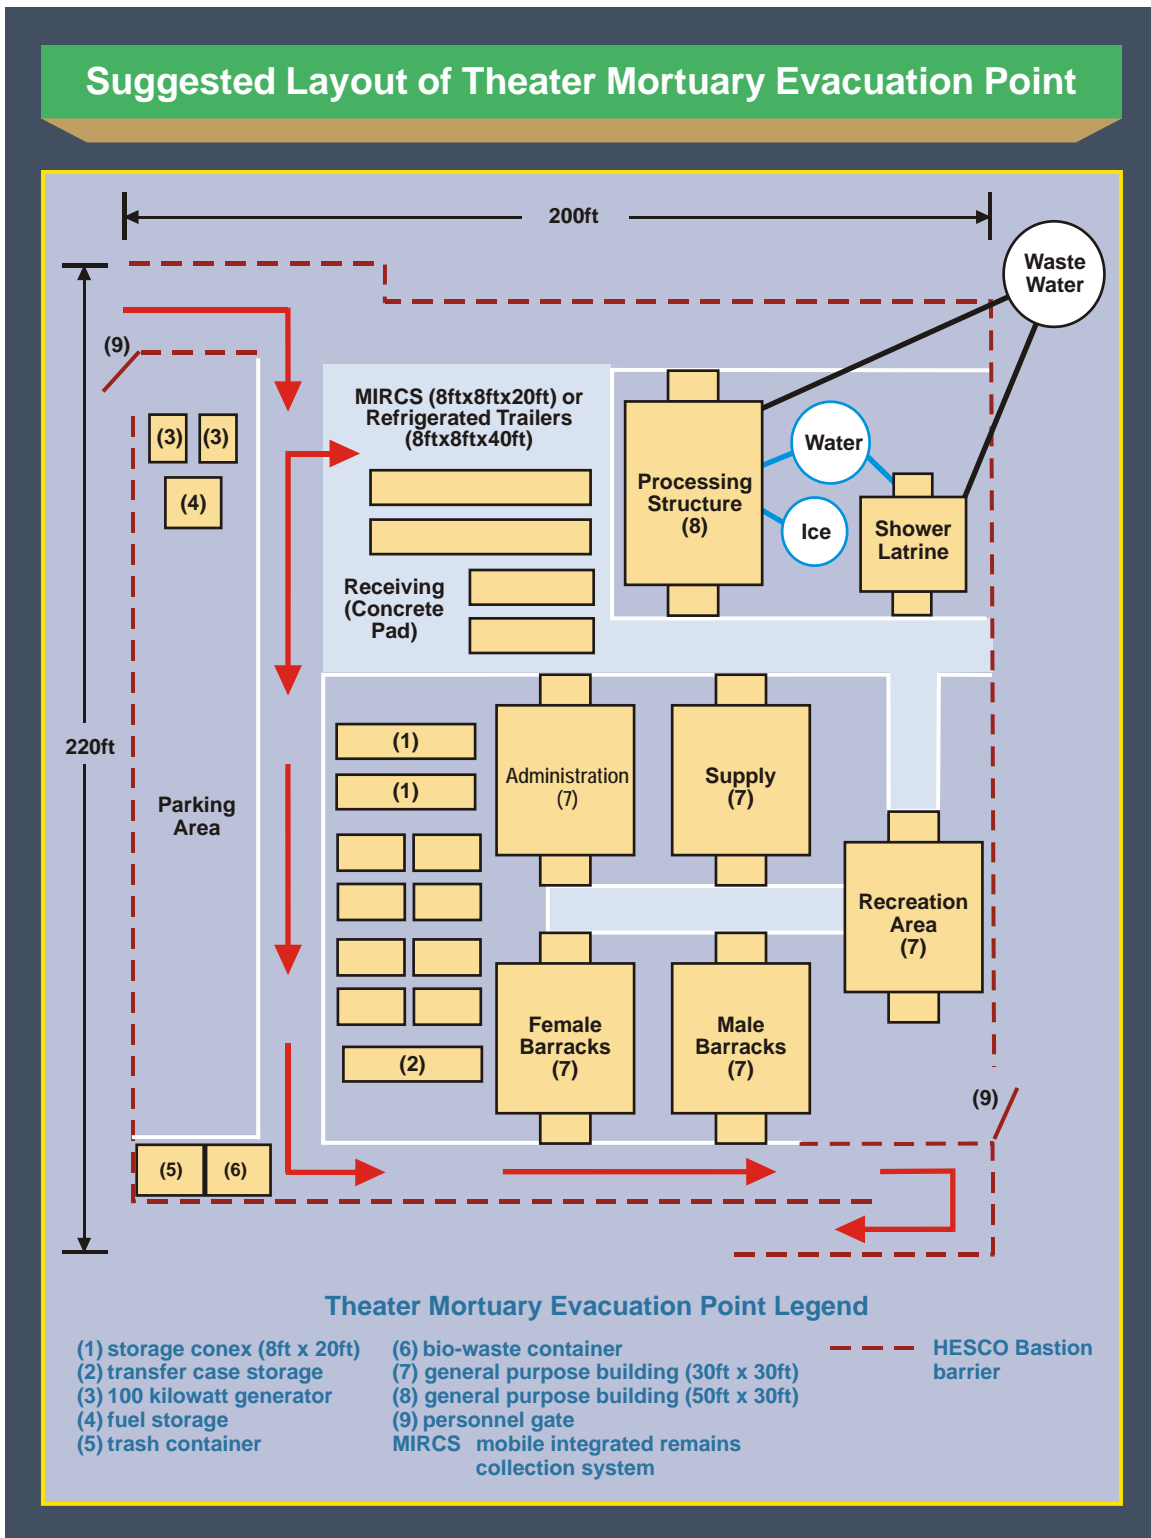 Suggested Layout of Theater Mortuary Evacuation Point
200ft
Waste
Water
(9)
MIRCS (8ftx8ftx20ft) or
Refrigerated Trailers
(8ftx8ftx40ft)
(3)
(3)
(4)
Processing
Structure
(8)
Water
Ice
Shower
Latrine
Receiving
(Concrete
Pad)
220ft
Parking
Area
(1)
(1)
Administration
(7)
Supply
(7)
Recreation
Area
(7)
Female
Barracks
(7)
Male
Barracks
(7)
(2)
(9)
(5)
(6)
Theater Mortuary Evacuation Point Legend
(1) storage conex (8ft x 20ft)
(2) transfer case storage
(3) 100 kilowatt generator
(4) fuel storage
(5) trash container
(6) bio-waste container
(7) general purpose building (30ft x 30ft)
(8) general purpose building (50ft x 30ft)
(9) personnel gate
MIRCS mobile integrated remains
collection system
HESCO Bastion
barrier